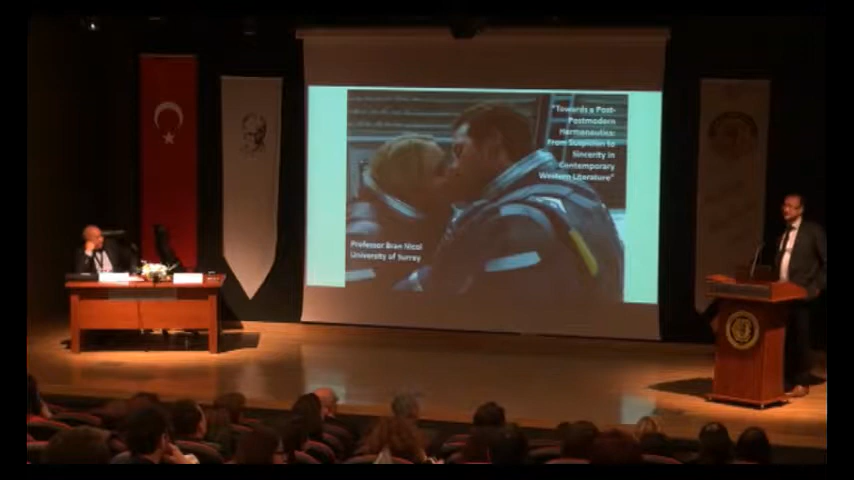 "Towards a Post-
Postmodern
Hermeneutics:
From Suspicion to
Sincerity in
Contemporary
Western Literature"
Professor Bran Nicol
University of Surrey